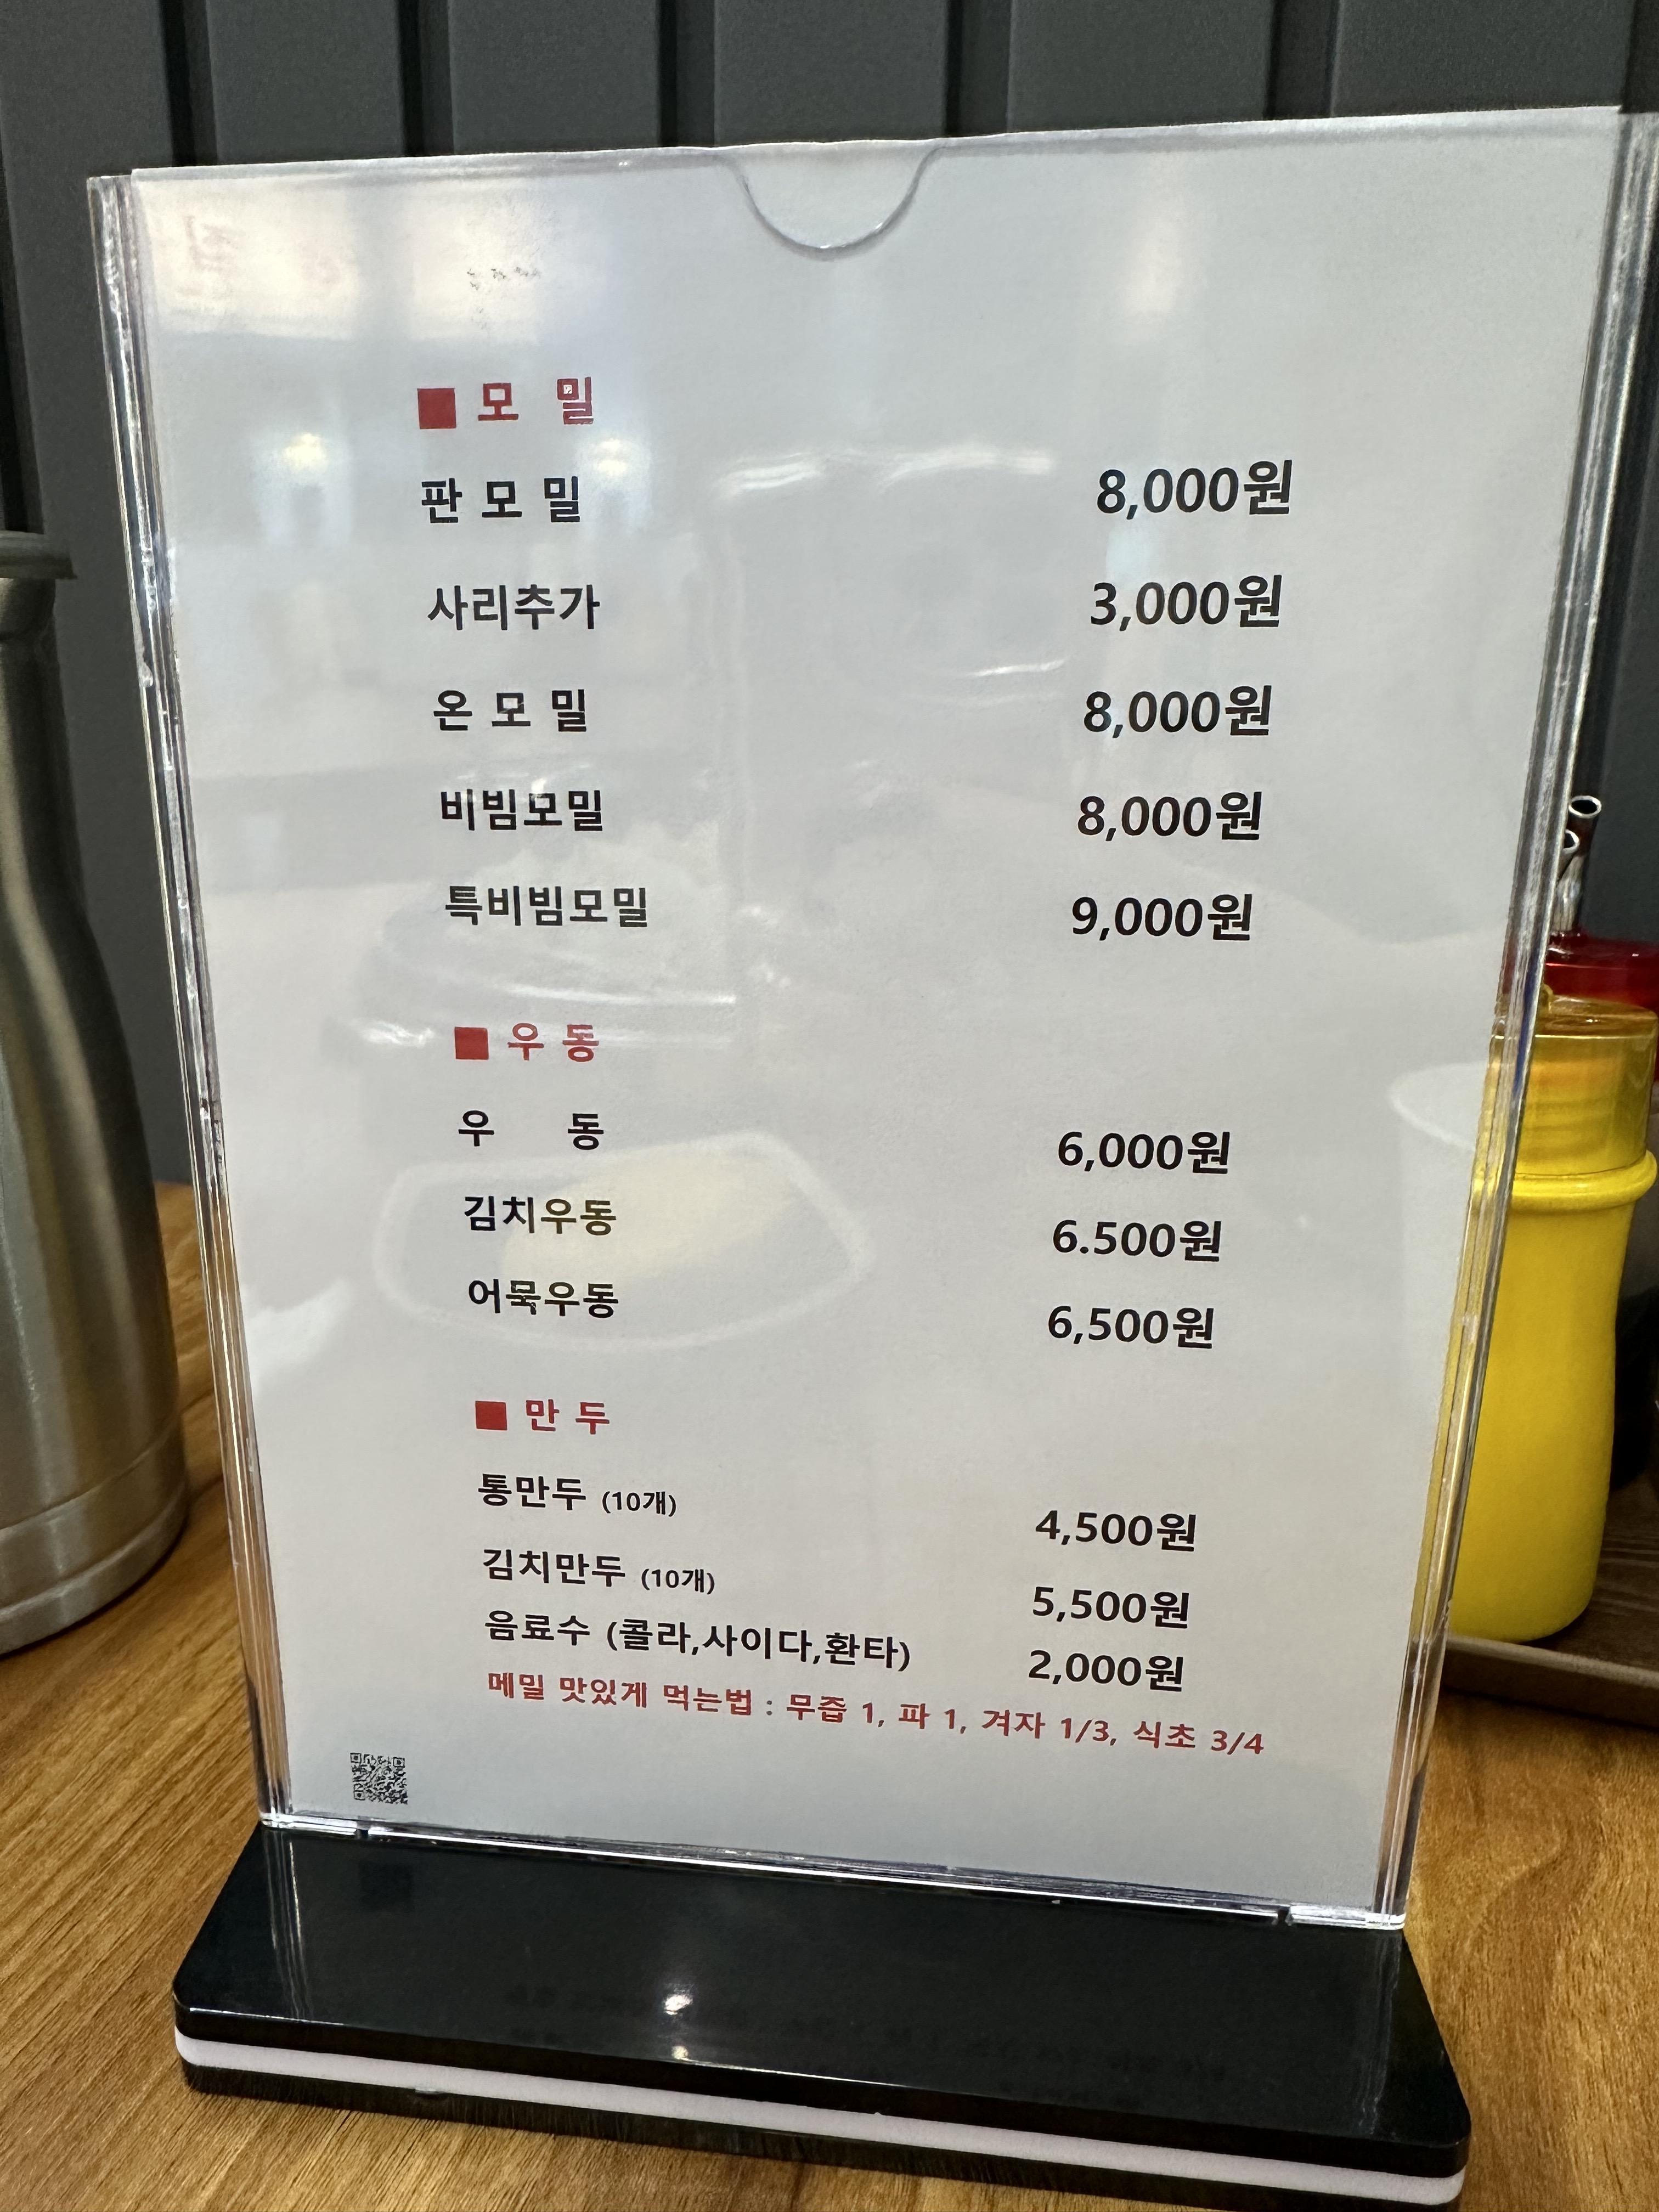 ■ 모 밀
판 모 밀 8,000원
사리추가 3,000원
온 모 밀 8,000원
비빔모밀 8,000원
특비빔모밀 9,000원
■ 우 동
우 동 6,000원
김치우동 6.500원
어묵우동 6,500원
■ 만 두
통만두 (10개) 4,500원
김치만두 (10개) 5,500원
음료수 (콜라,사이다,환타) 2,000원
메밀 맛있게 먹는법 : 무즙 1, 파 1, 겨자 1/3, 식초 3/4